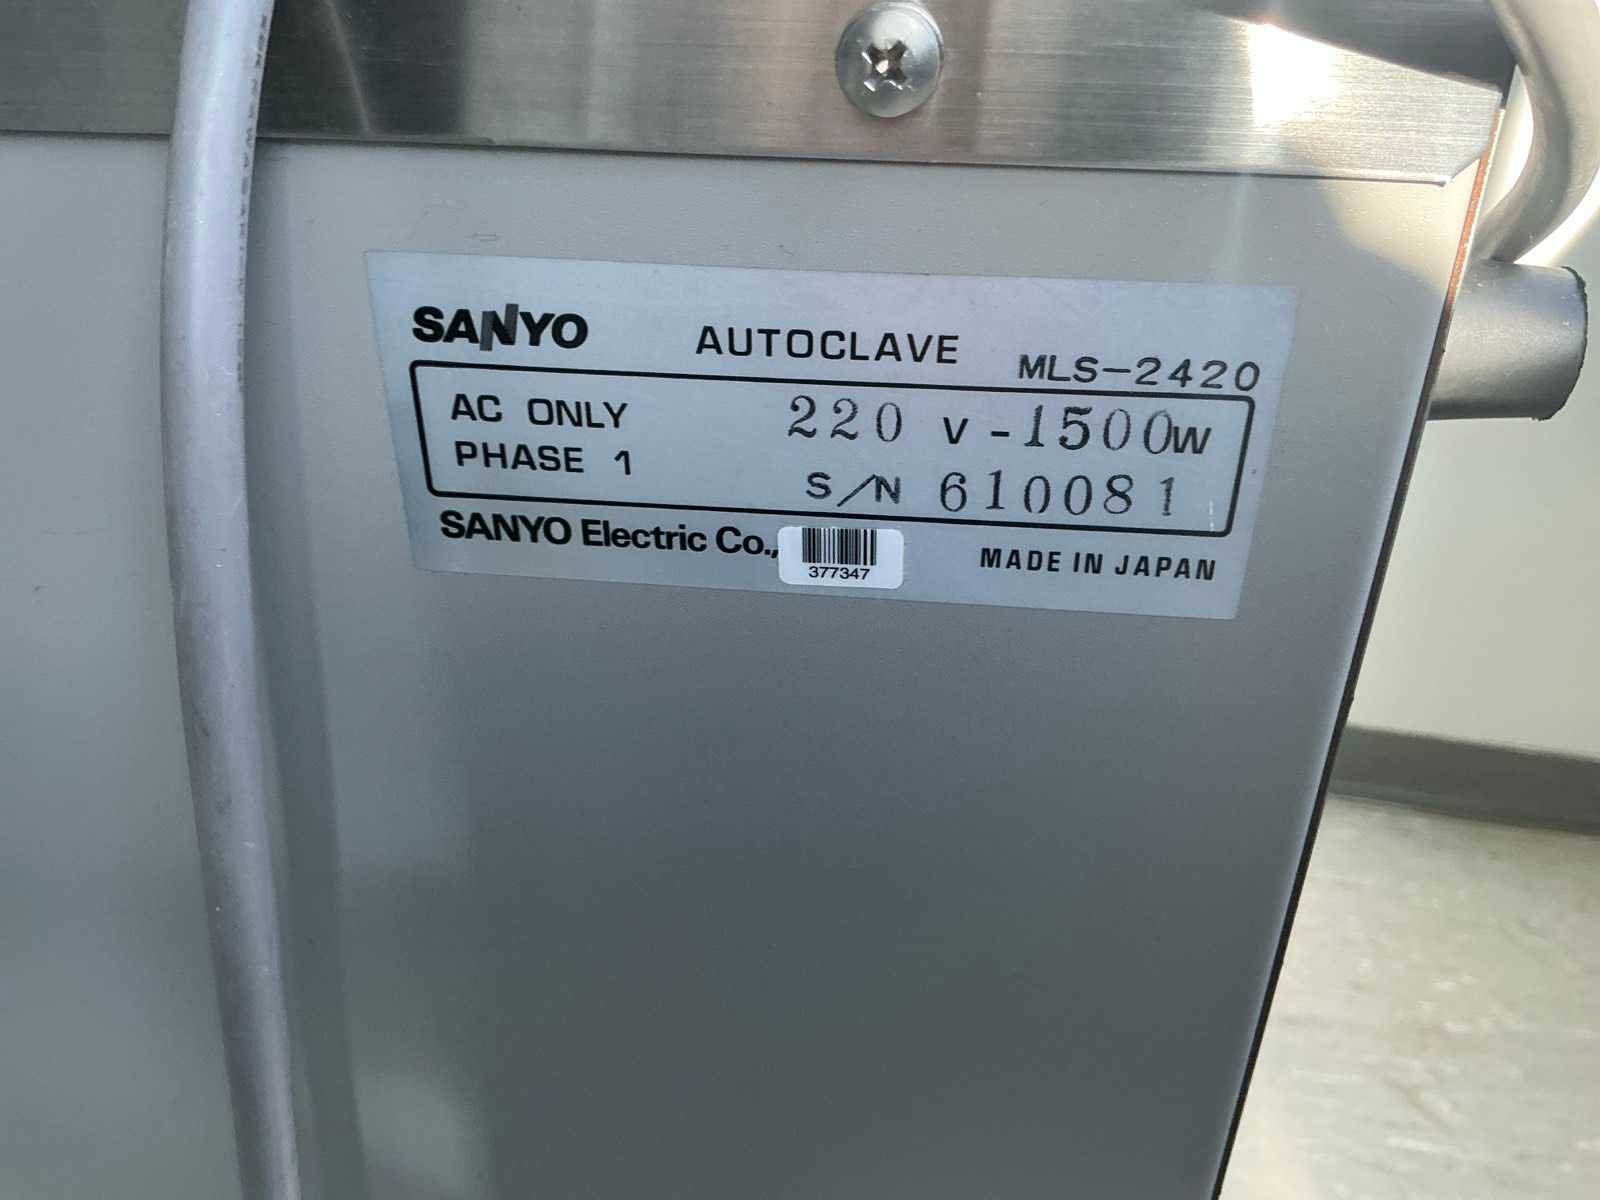 SANYO AUTOCLAVE MLS-2420
AC ONLY 220 V - 1500W
PHASE 1 S/N 610081
SANYO Electric Co., MADE IN JAPAN
377347